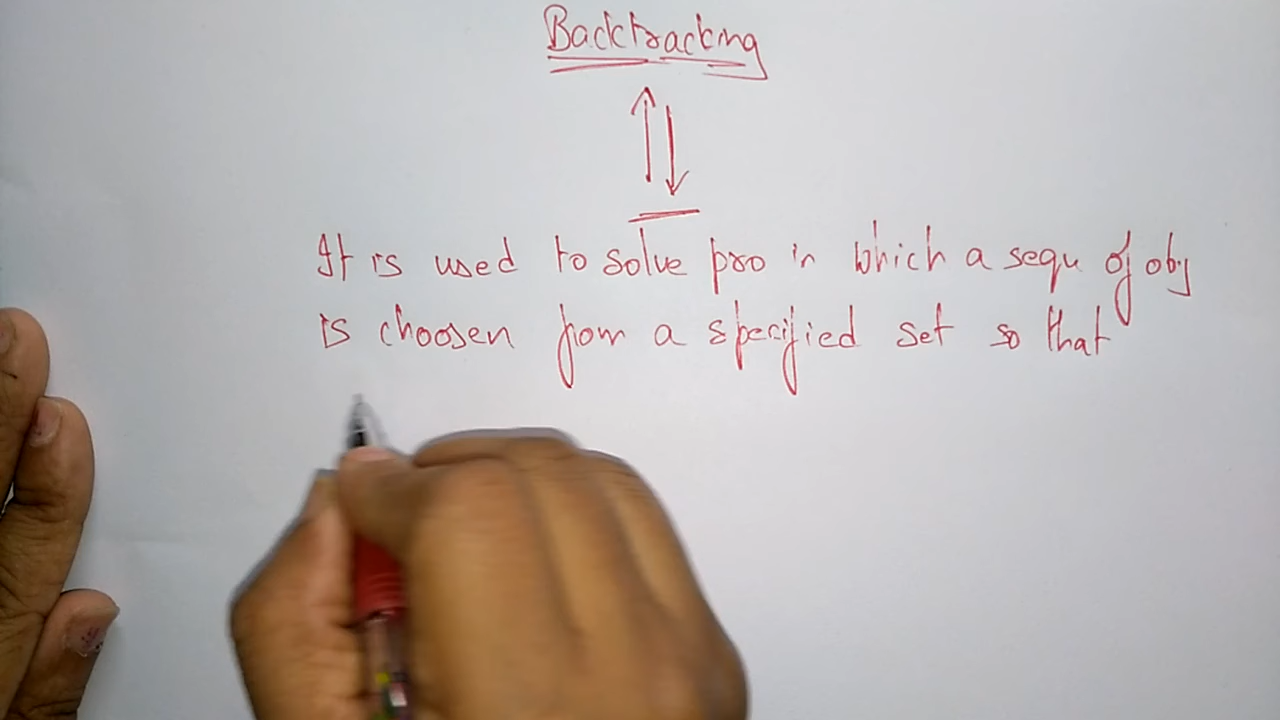 Backtracking
It is used to solve pro in which a sequ of obj
is choosen from a specified set so that